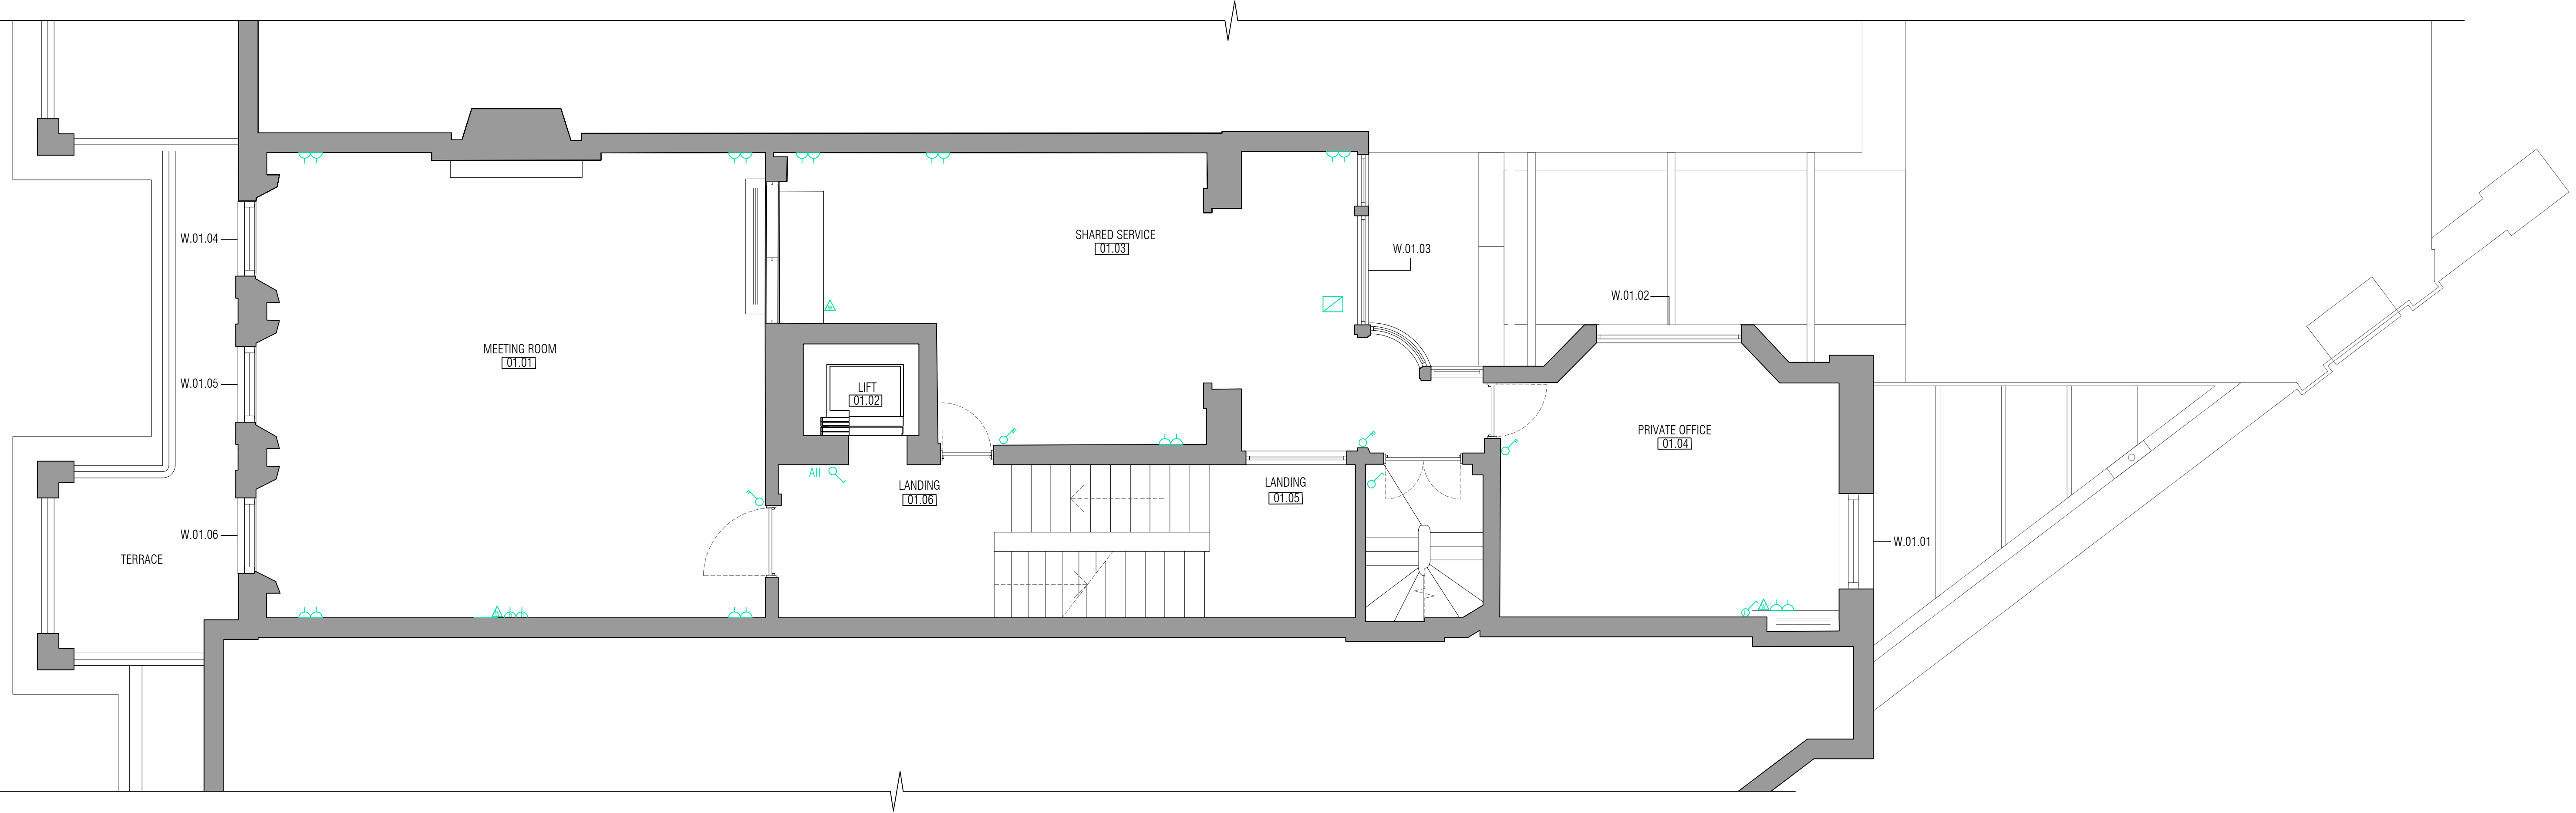 SHARED SERVICE
01.03
W.01.04
W.01.03
W.01.02
MEETING ROOM
01.01
W.01.05
LIFT
01.02
PRIVATE OFFICE
01.04
All
LANDING
01.06
LANDING
01.05
W.01.06
TERRACE
W.01.01